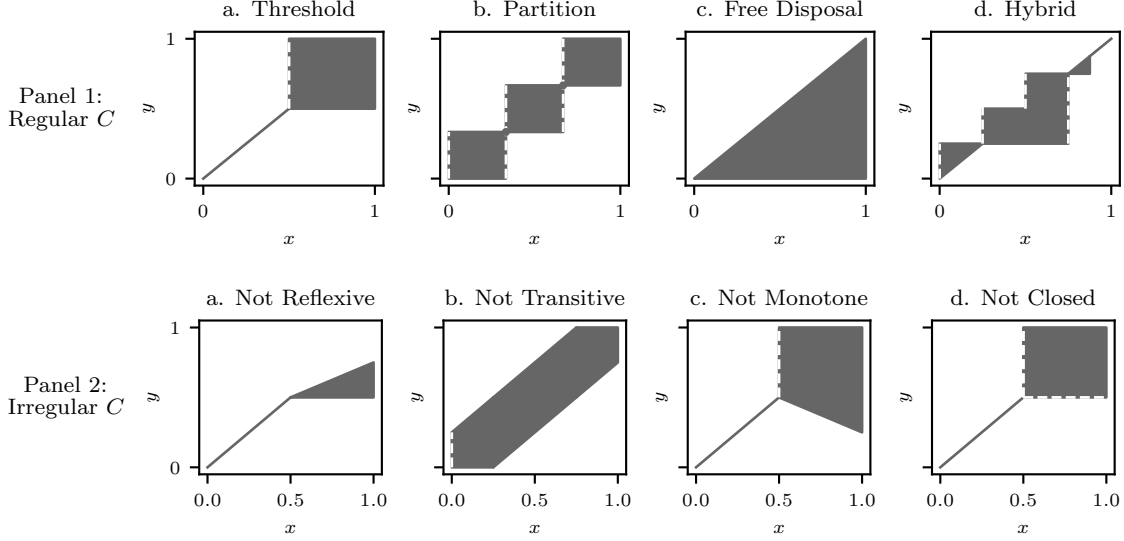 a. Threshold
b. Partition
c. Free Disposal
d. Hybrid
Panel 1:
Regular C
1
y
0
0
1
x
y
0
1
x
y
0
1
x
y
0
1
x
a. Not Reflexive
b. Not Transitive
c. Not Monotone
d. Not Closed
Panel 2:
Irregular C
1
y
0
0.0
0.5
1.0
x
y
0.0
0.5
1.0
x
y
0.0
0.5
1.0
x
y
0.0
0.5
1.0
x